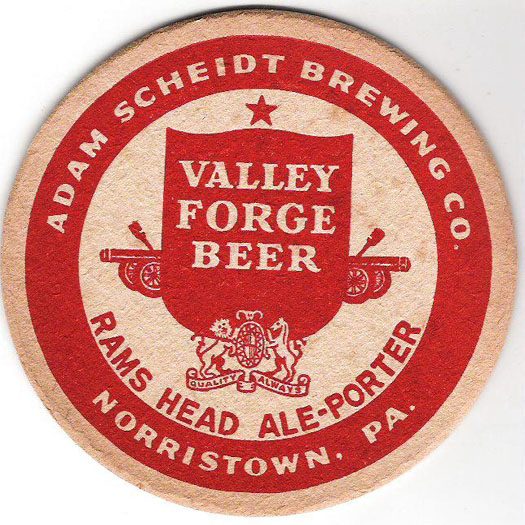 ADAM SCHEIDT BREWING CO.
VALLEY
FORGE
BEER
QUALITY ALWAYS
RAMS HEAD ALE-PORTER
NORRISTOWN, PA.